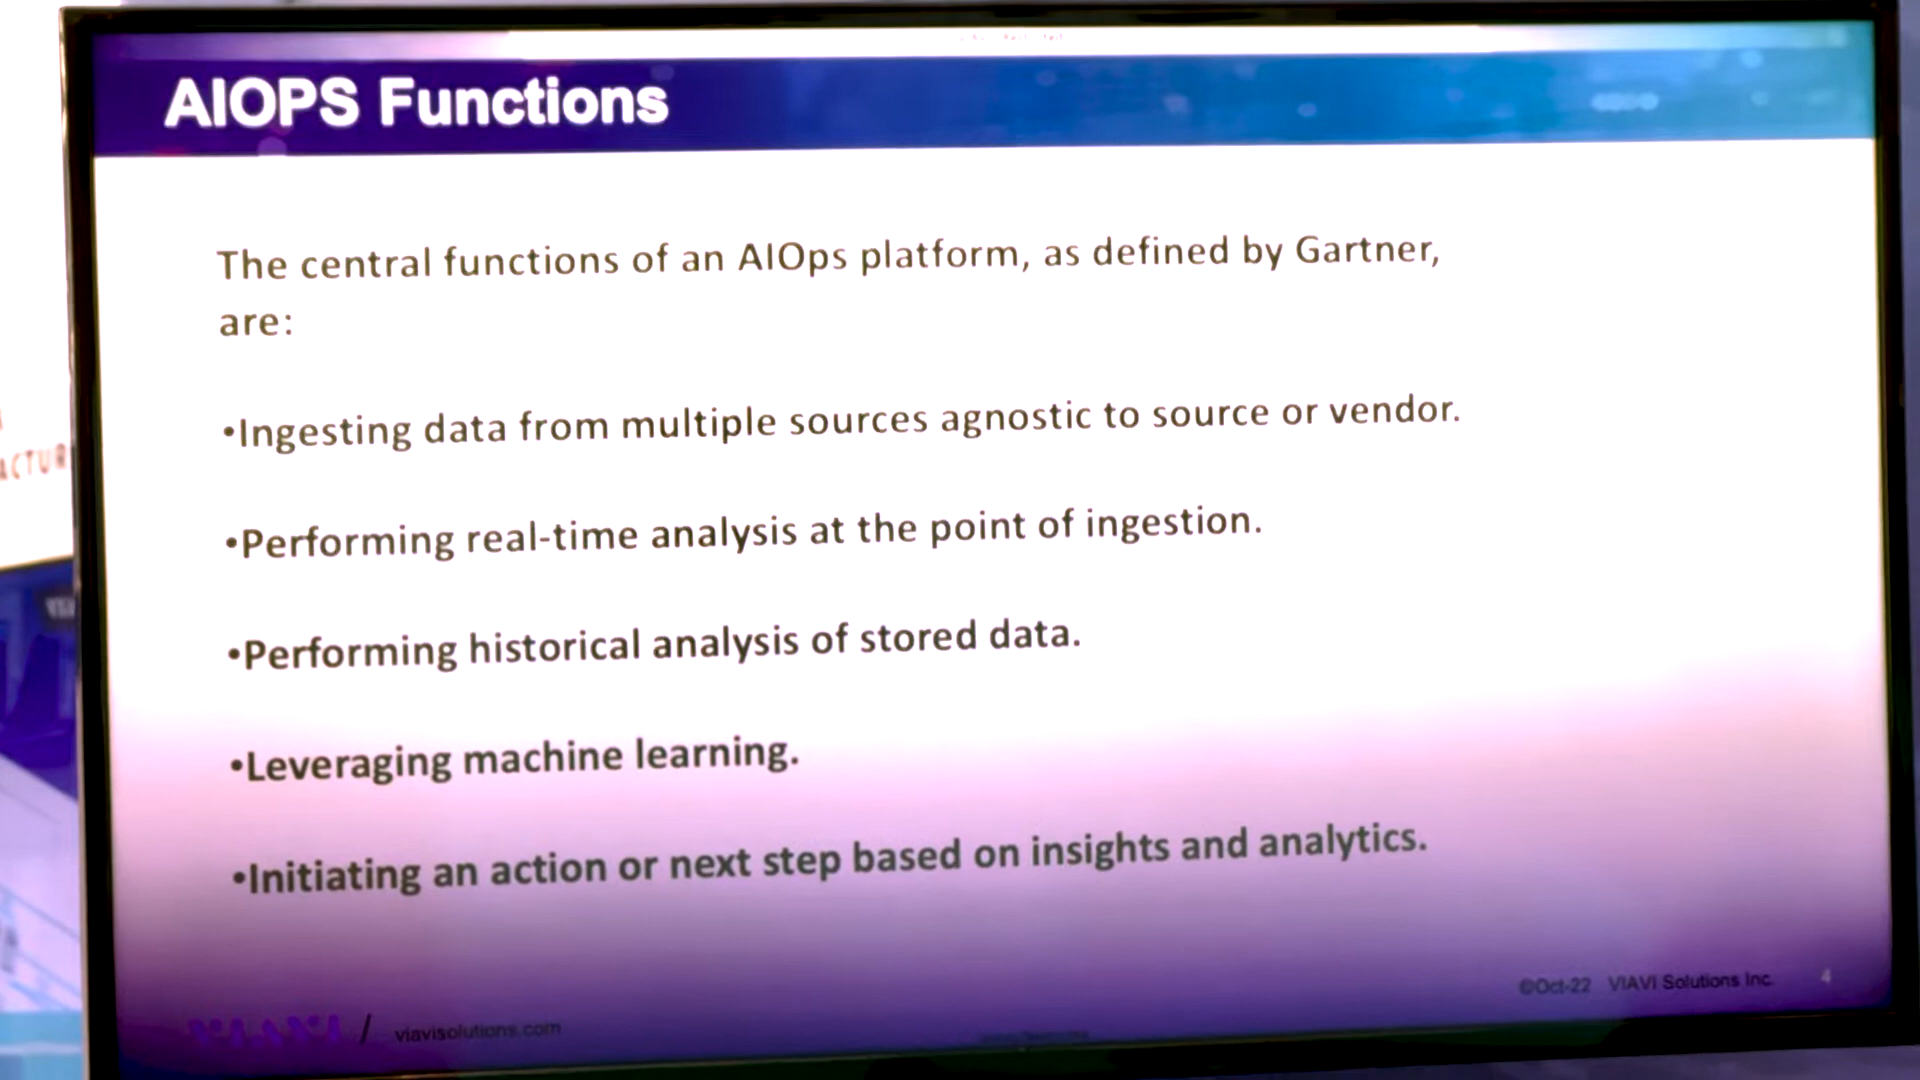 AIOPS Functions
The central functions of an AIOps platform, as defined by Gartner,
are:
•Ingesting data from multiple sources agnostic to source or vendor.
•Performing real-time analysis at the point of ingestion.
•Performing historical analysis of stored data.
•Leveraging machine learning.
•Initiating an action or next step based on insights and analytics.
©Oct-22 VIAVI Solutions Inc. 4
VIAVI / viavisolutions.com